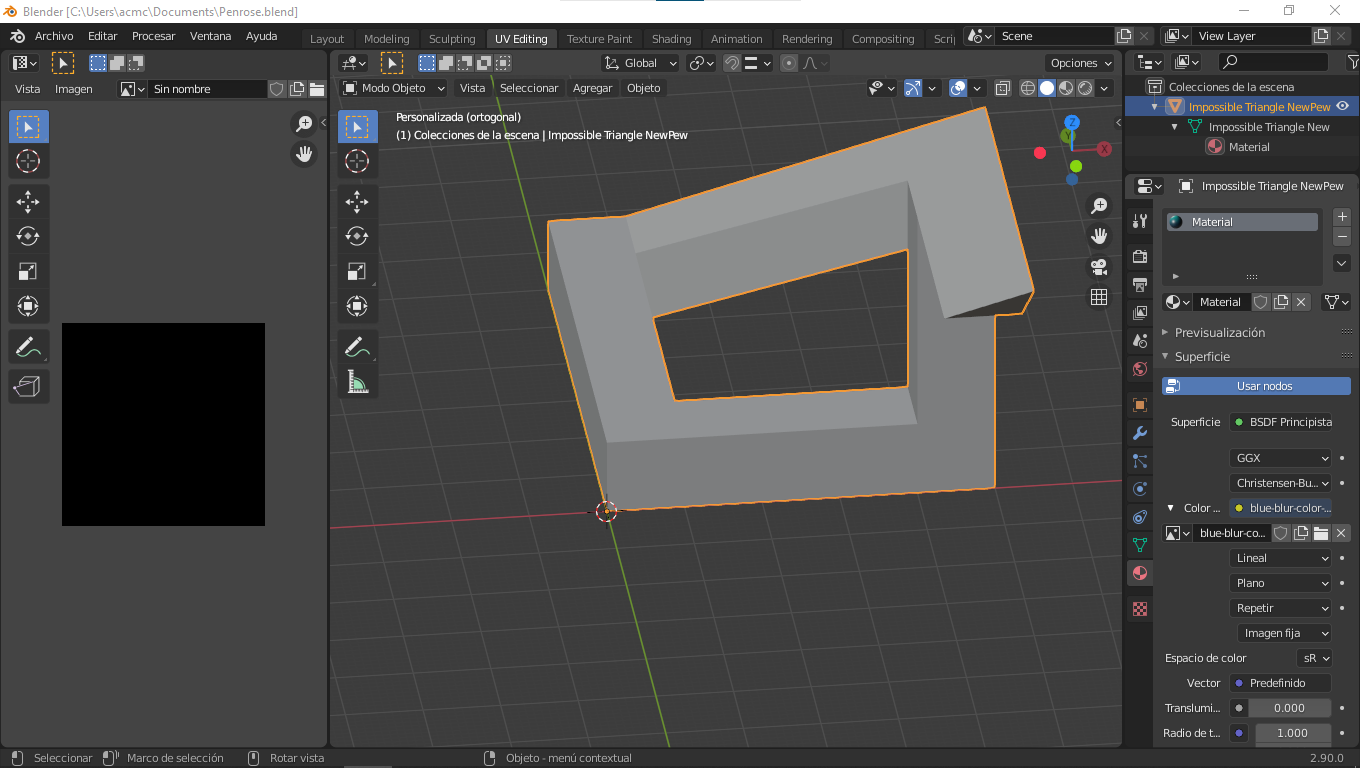 Blender [C:\Users\acmc\Documents\Penrose.blend]
Archivo Editar Procesar Ventana Ayuda Layout Modeling Sculpting UV Editing Texture Paint Shading Animation Rendering Compositing Scri Scene View Layer
Global Opciones
Vista Imagen Sin nombre Modo Objeto Vista Seleccionar Agregar Objeto
Personalizada (ortogonal)
(1) Colecciones de la escena | Impossible Triangle NewPew
Z
Y
X
Colecciones de la escena
Impossible Triangle NewPew
Impossible Triangle New
Material
Impossible Triangle NewPew
Material
Material
Previsualización
Superficie
Usar nodos
Superficie BSDF Principista
GGX
Christensen-Bu...
Color ... blue-blur-color-...
blue-blur-co...
Lineal
Plano
Repetir
Imagen fija
Espacio de color sR
Vector Predefinido
Translumi... 0.000
Radio de t... 1.000
Seleccionar Marco de selección Rotar vista Objeto - menú contextual 2.90.0